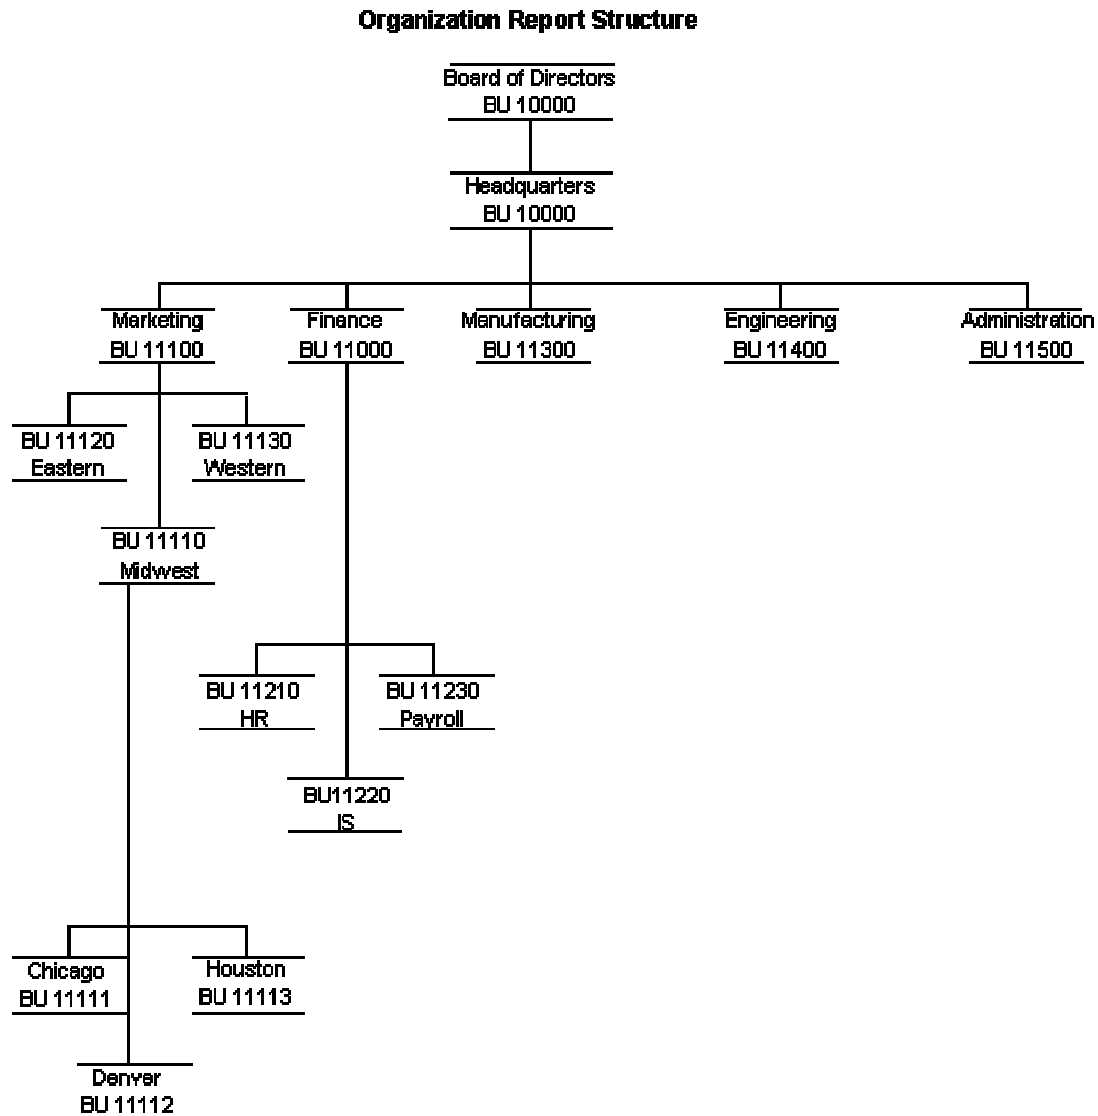 Organization Report Structure
Board of Directors
BU 10000
Headquarters
BU 10000
Marketing
BU 11100
Finance
BU 11000
Manufacturing
BU 11300
Engineering
BU 11400
Administration
BU 11500
BU 11120
Eastern
BU 11130
Western
BU 11110
Midwest
BU 11210
HR
BU 11230
Payroll
BU11220
IS
Chicago
BU 11111
Houston
BU 11113
Denver
BU 11112